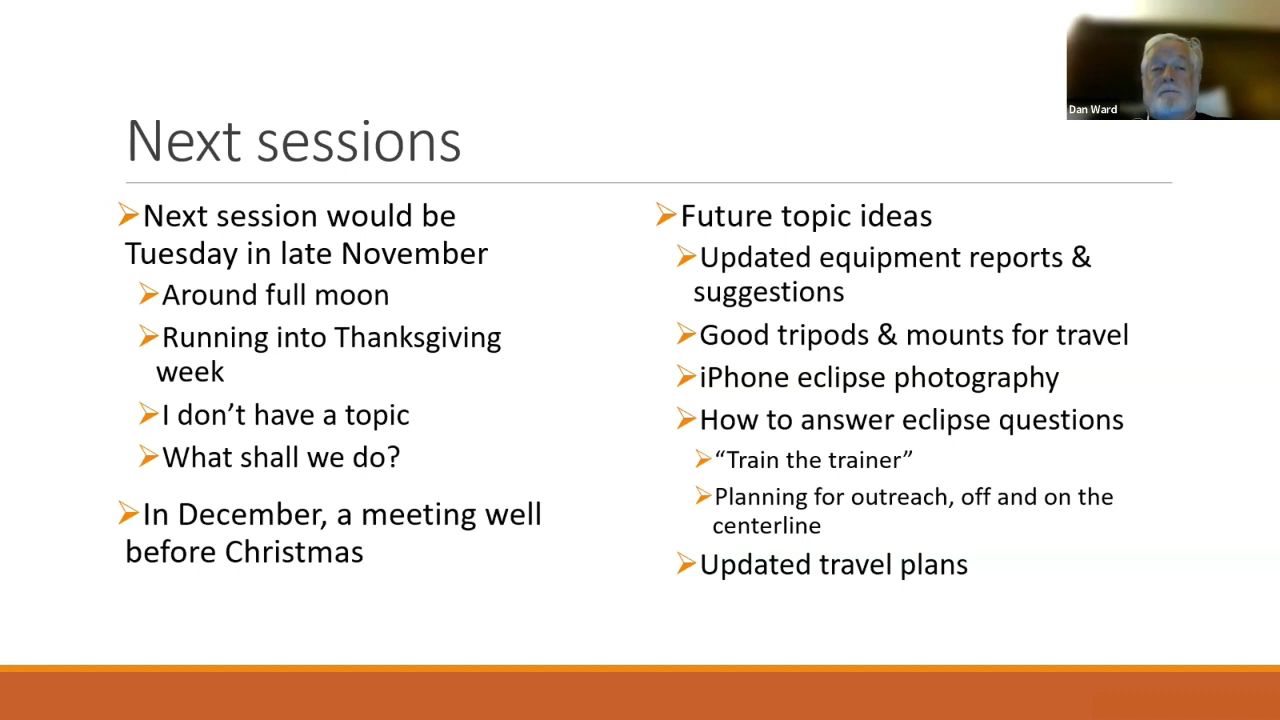 Dan Ward
Next sessions
Next session would be
Tuesday in late November
Around full moon
Running into Thanksgiving
week
I don’t have a topic
What shall we do?
In December, a meeting well
before Christmas
Future topic ideas
Updated equipment reports &
suggestions
Good tripods & mounts for travel
iPhone eclipse photography
How to answer eclipse questions
“Train the trainer”
Planning for outreach, off and on the
centerline
Updated travel plans